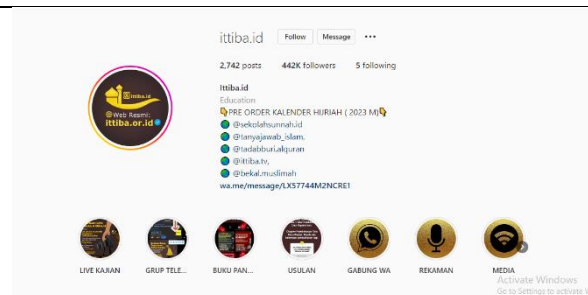 ittiba.id Follow Message •••
2,742 posts 442K followers 5 following
Ittiba.id
Education
👇PRE ORDER KALENDER HIJRIAH ( 2023 M)👇
🌏 @sekolahsunnah.id
🌏 @tanyajawab_islam,
🌏 @tadabburi.alquran
🌏 @ittiba.tv,
🌏 @bekal.muslimah
wa.me/message/LX57744M2NCRE1
ittiba.id
Web Resmi:
ittiba.or.id
LIVE KAJIAN GRUP TELE... BUKU PAN... USULAN GABUNG WA REKAMAN MEDIA
Activate Windows
Go to Settings to activate